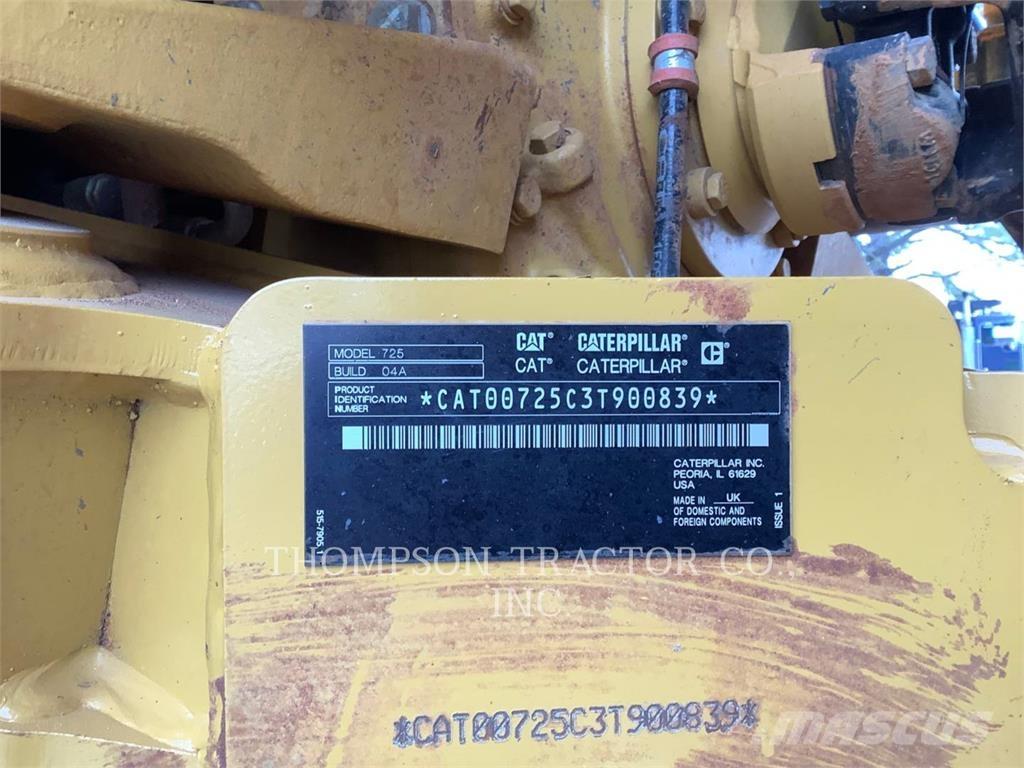 CAT® CATERPILLAR®
MODEL 725
CAT® CATERPILLAR®
BUILD 04A
PRODUCT
IDENTIFICATION
NUMBER
*CAT00725C3T900839*
CATERPILLAR INC.
PEORIA, IL 61629
USA
MADE IN UK
OF DOMESTIC AND
FOREIGN COMPONENTS
ISSUE 1
THOMPSON TRACTOR CO.,
INC.
*CAT00725C3T900839*
MASCUS